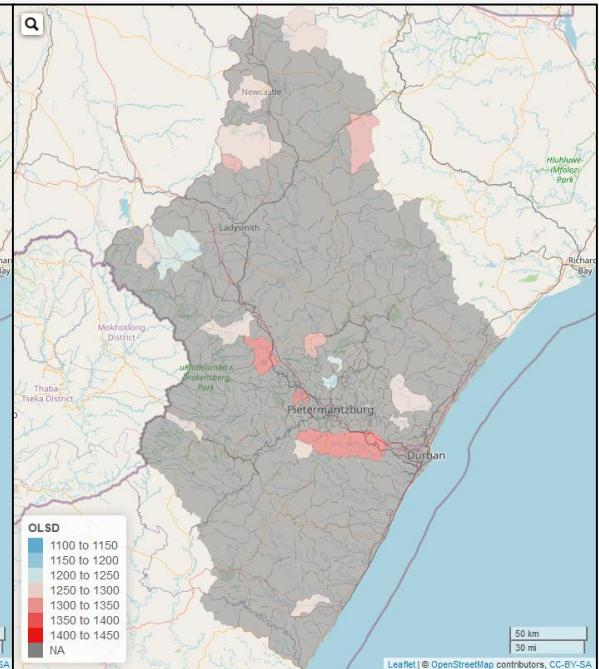 Newcastle
Hluhluwe-
iMfolozi
Park
Ladysmith
Richard
Bay
Mokhotlong
District
uKhahlamba
Drakensberg
Park
Thaba-
Tseka District
Pietermaritzburg
Durban
OLSD
1100 to 1150
1150 to 1200
1200 to 1250
1250 to 1300
1300 to 1350
1350 to 1400
1400 to 1450
NA
50 km
30 mi
SA
Leaflet | © OpenStreetMap contributors, CC-BY-SA